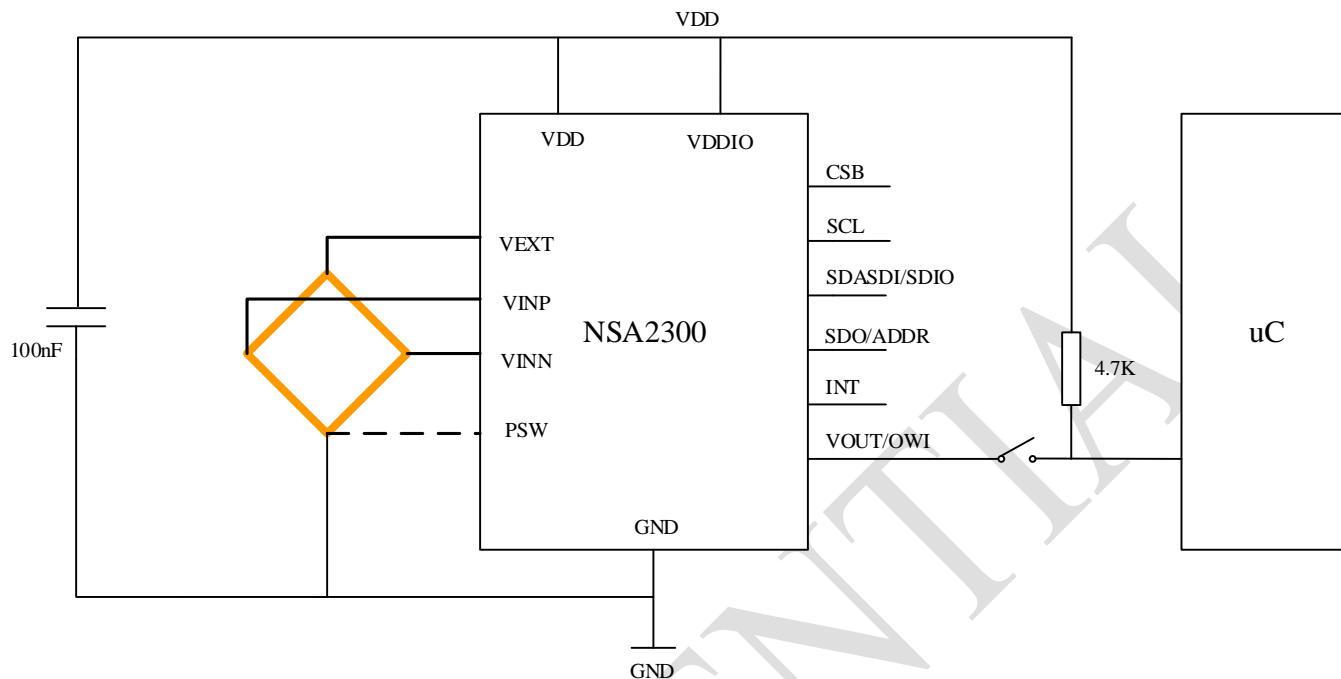 VDD
VDD
VDDIO
CSB
VEXT
SCL
VINP
SDASDI/SDIO
NSA2300
uC
100nF
VINN
SDO/ADDR
4.7K
INT
PSW
VOUT/OWI
GND
GND
NTIAL